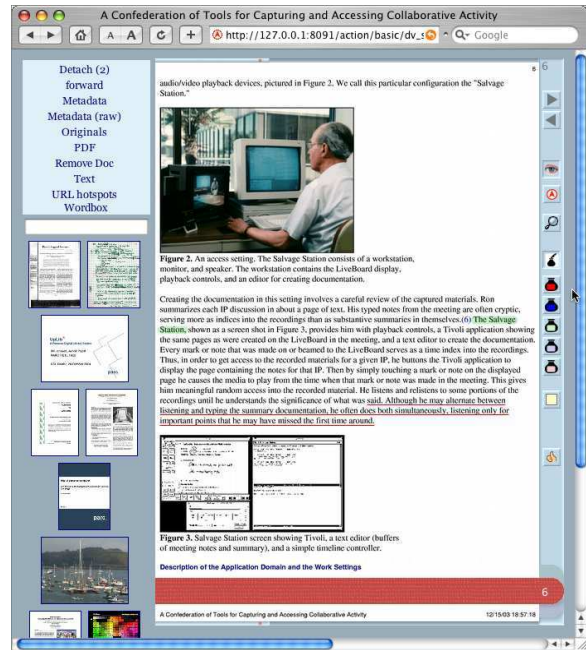 A Confederation of Tools for Capturing and Accessing Collaborative Activity
A A C + http://127.0.0.1:8091/action/basic/dv_s Google
Detach (2)
forward
Metadata
Metadata (raw)
Originals
PDF
Remove Doc
Text
URL hotspots
Wordbox
parc
6
6
audio/video playback devices, pictured in Figure 2. We call this particular configuration the "Salvage
Station."
Figure 2. An access setting. The Salvage Station consists of a workstation,
monitor, and speaker. The workstation contains the LiveBoard display,
playback controls, and an editor for creating documentation.
Creating the documentation in this setting involves a careful review of the captured materials. Ron
summarizes each IP discussion in about a page of text. His typed notes from the meeting are often cryptic,
serving more as indices into the recordings than as substantive summaries in themselves.(6) The Salvage
Station, shown as a screen shot in Figure 3, provides him with playback controls, a Tivoli application showing
the same pages as were created on the LiveBoard in the meeting, and a text editor to create the documentation.
Every mark or note that was made on or beamed to the LiveBoard serves as a time index into the recordings.
Thus, in order to get access to the recorded materials for a given IP, he buttons the Tivoli application to
display the page containing the notes for that IP. Then by simply touching a mark or note on the displayed
page he causes the media to play from the time when that mark or note was made in the meeting. This gives
him meaningful random access into the recorded material. He listens and relistens to some portions of the
recordings until he understands the significance of what was said. Although he may alternate between
listening and typing the summary documentation, he often does both simultaneously, listening only for
important points that he may have missed the first time around.
Figure 3. Salvage Station screen showing Tivoli, a text editor (buffers
of meeting notes and summary), and a simple timeline controller.
Description of the Application Domain and the Work Settings
6
A Confederation of Tools for Capturing and Accessing Collaborative Activity
12/15/03 18:57:18